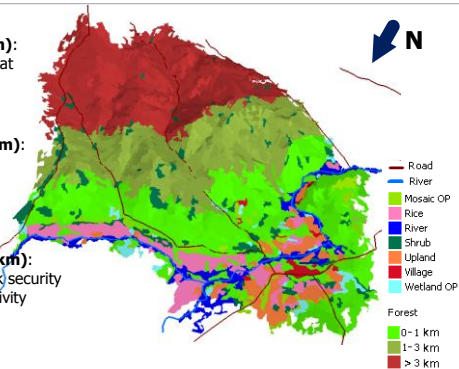 m):
at
N
m):
km):
k security
ivity
Road
River
Mosaic OP
Rice
River
Shrub
Upland
Village
Wetland OP
Forest
0-1 km
1-3 km
> 3 km